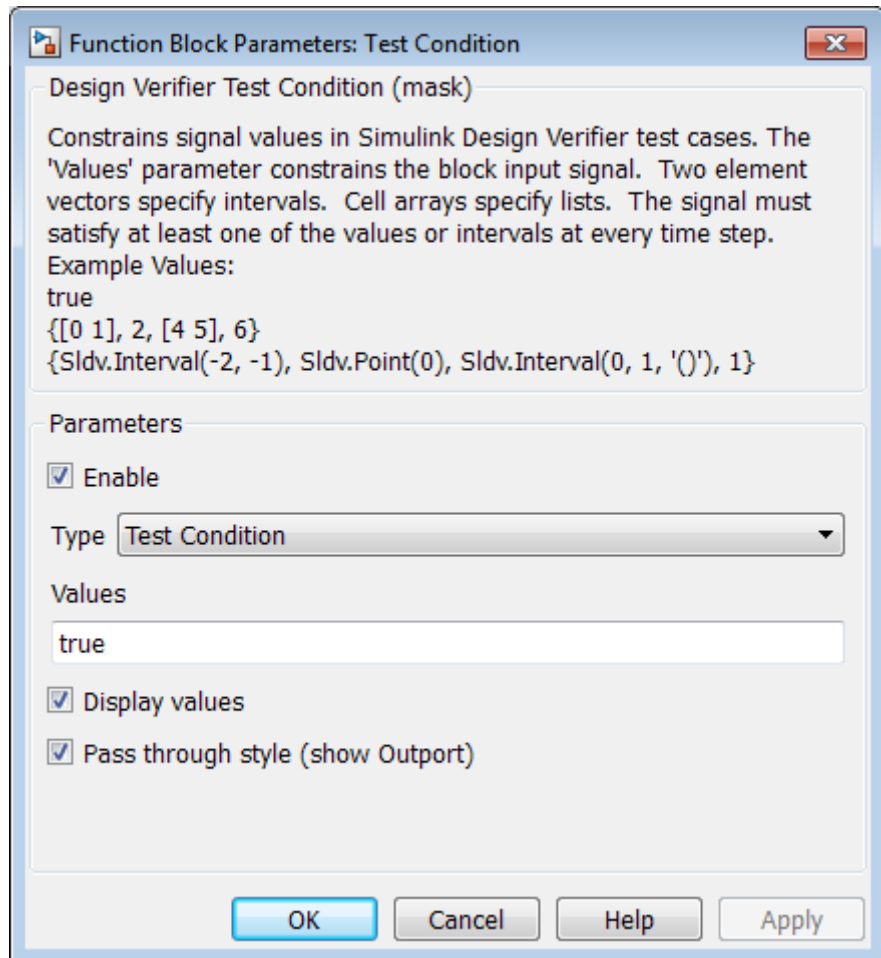 Function Block Parameters: Test Condition
Design Verifier Test Condition (mask)
Constrains signal values in Simulink Design Verifier test cases. The
'Values' parameter constrains the block input signal.  Two element
vectors specify intervals.  Cell arrays specify lists.  The signal must
satisfy at least one of the values or intervals at every time step.
Example Values:
true
{[0 1], 2, [4 5], 6}
{Sldv.Interval(-2, -1), Sldv.Point(0), Sldv.Interval(0, 1, '()'), 1}
Parameters
Enable
Type Test Condition
Values
true
Display values
Pass through style (show Outport)
OK Cancel Help Apply